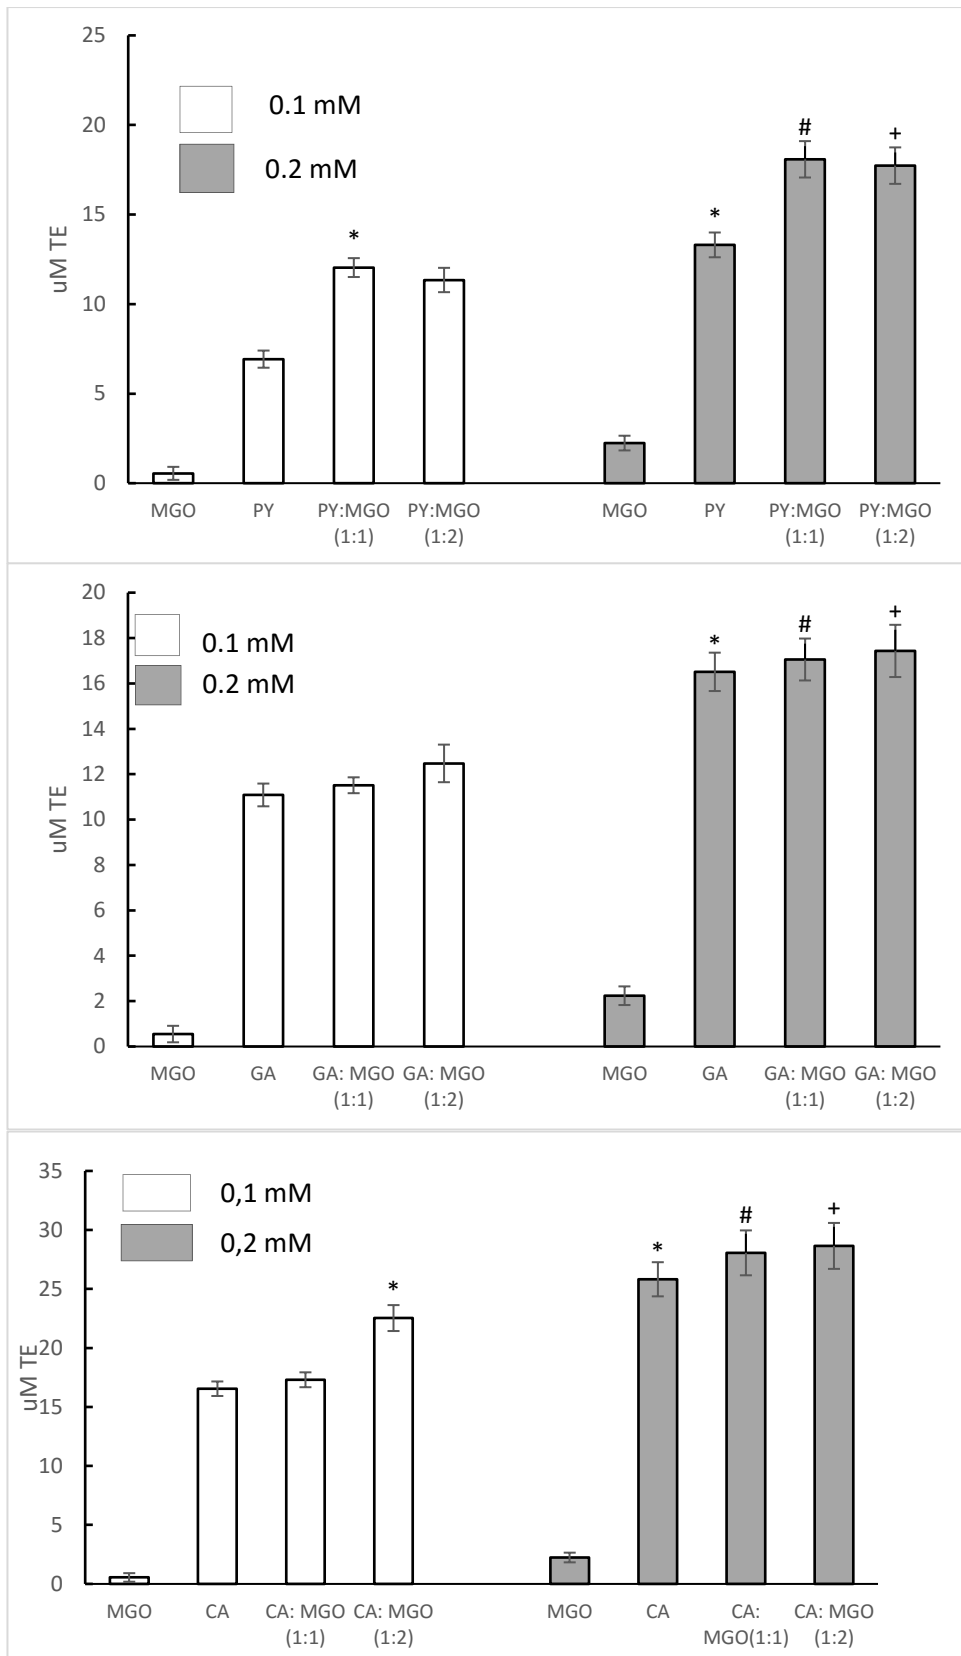 25
20
15
10
5
0
uM TE
0.1 mM
0.2 mM
*
*
#
+
MGO PY PY:MGO PY:MGO MGO PY PY:MGO PY:MGO
(1:1) (1:2) (1:1) (1:2)
20
18
16
14
12
10
8
6
4
2
0
uM TE
0.1 mM
0.2 mM
*
#
+
MGO GA GA: MGO GA: MGO MGO GA GA: MGO GA: MGO
(1:1) (1:2) (1:1) (1:2)
35
30
25
20
15
10
5
0
uM TE
0,1 mM
0,2 mM
*
*
#
+
MGO CA CA: MGO CA: MGO MGO CA CA: CA: MGO
(1:1) (1:2) MGO(1:1) (1:2)